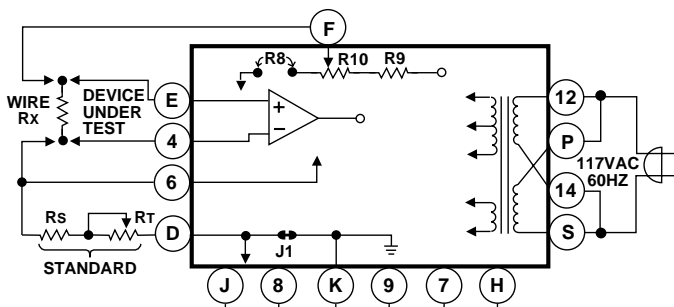 F
R8
R10
R9
E
WIRE
Rx
DEVICE
UNDER
TEST
+
−
4
12
P
117VAC
60HZ
6
14
RS
RT
D
J1
S
STANDARD
J
8
K
9
7
H